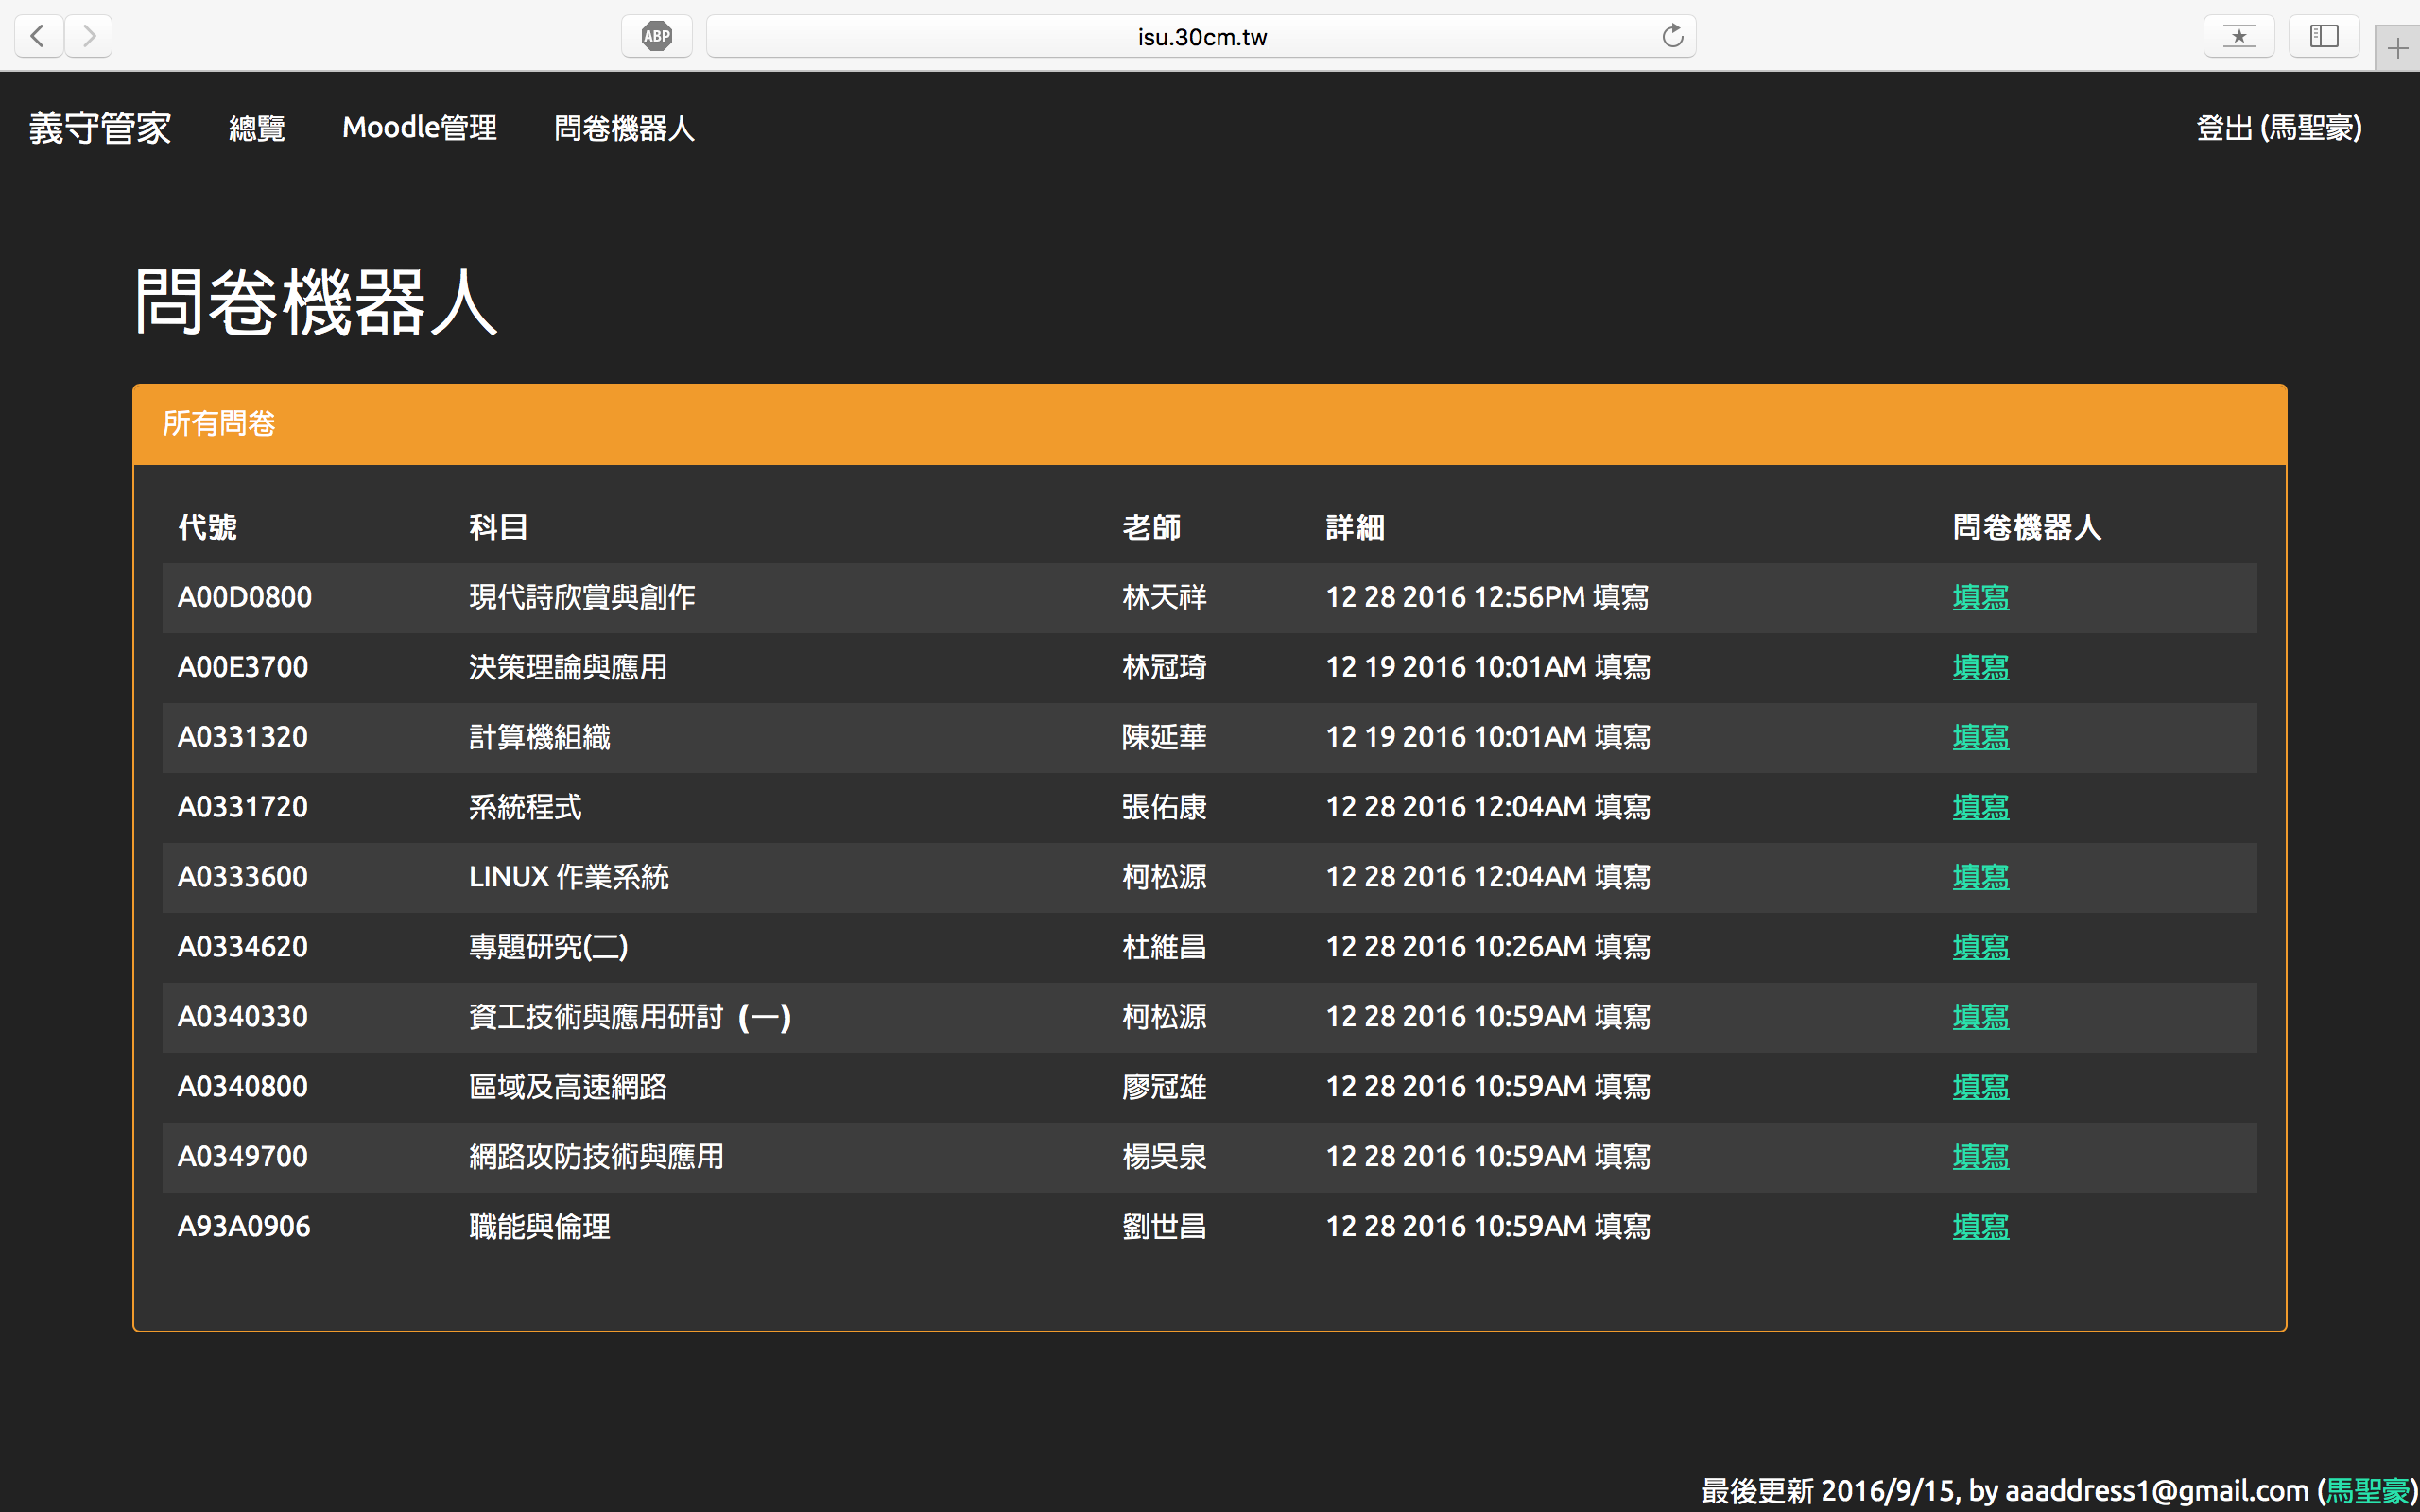 ABP isu.30cm.tw
義守管家 總覽 Moodle管理 問卷機器人 登出 (馬聖豪)
問卷機器人
所有問卷
代號 科目 老師 詳細 問卷機器人
A00D0800 現代詩欣賞與創作 林天祥 12 28 2016 12:56PM 填寫 填寫
A00E3700 決策理論與應用 林冠琦 12 19 2016 10:01AM 填寫 填寫
A0331320 計算機組織 陳延華 12 19 2016 10:01AM 填寫 填寫
A0331720 系統程式 張佑康 12 28 2016 12:04AM 填寫 填寫
A0333600 LINUX 作業系統 柯松源 12 28 2016 12:04AM 填寫 填寫
A0334620 專題研究(二) 杜維昌 12 28 2016 10:26AM 填寫 填寫
A0340330 資工技術與應用研討（一） 柯松源 12 28 2016 10:59AM 填寫 填寫
A0340800 區域及高速網路 廖冠雄 12 28 2016 10:59AM 填寫 填寫
A0349700 網路攻防技術與應用 楊吳泉 12 28 2016 10:59AM 填寫 填寫
A93A0906 職能與倫理 劉世昌 12 28 2016 10:59AM 填寫 填寫
最後更新 2016/9/15, by aaaddress1@gmail.com (馬聖豪)